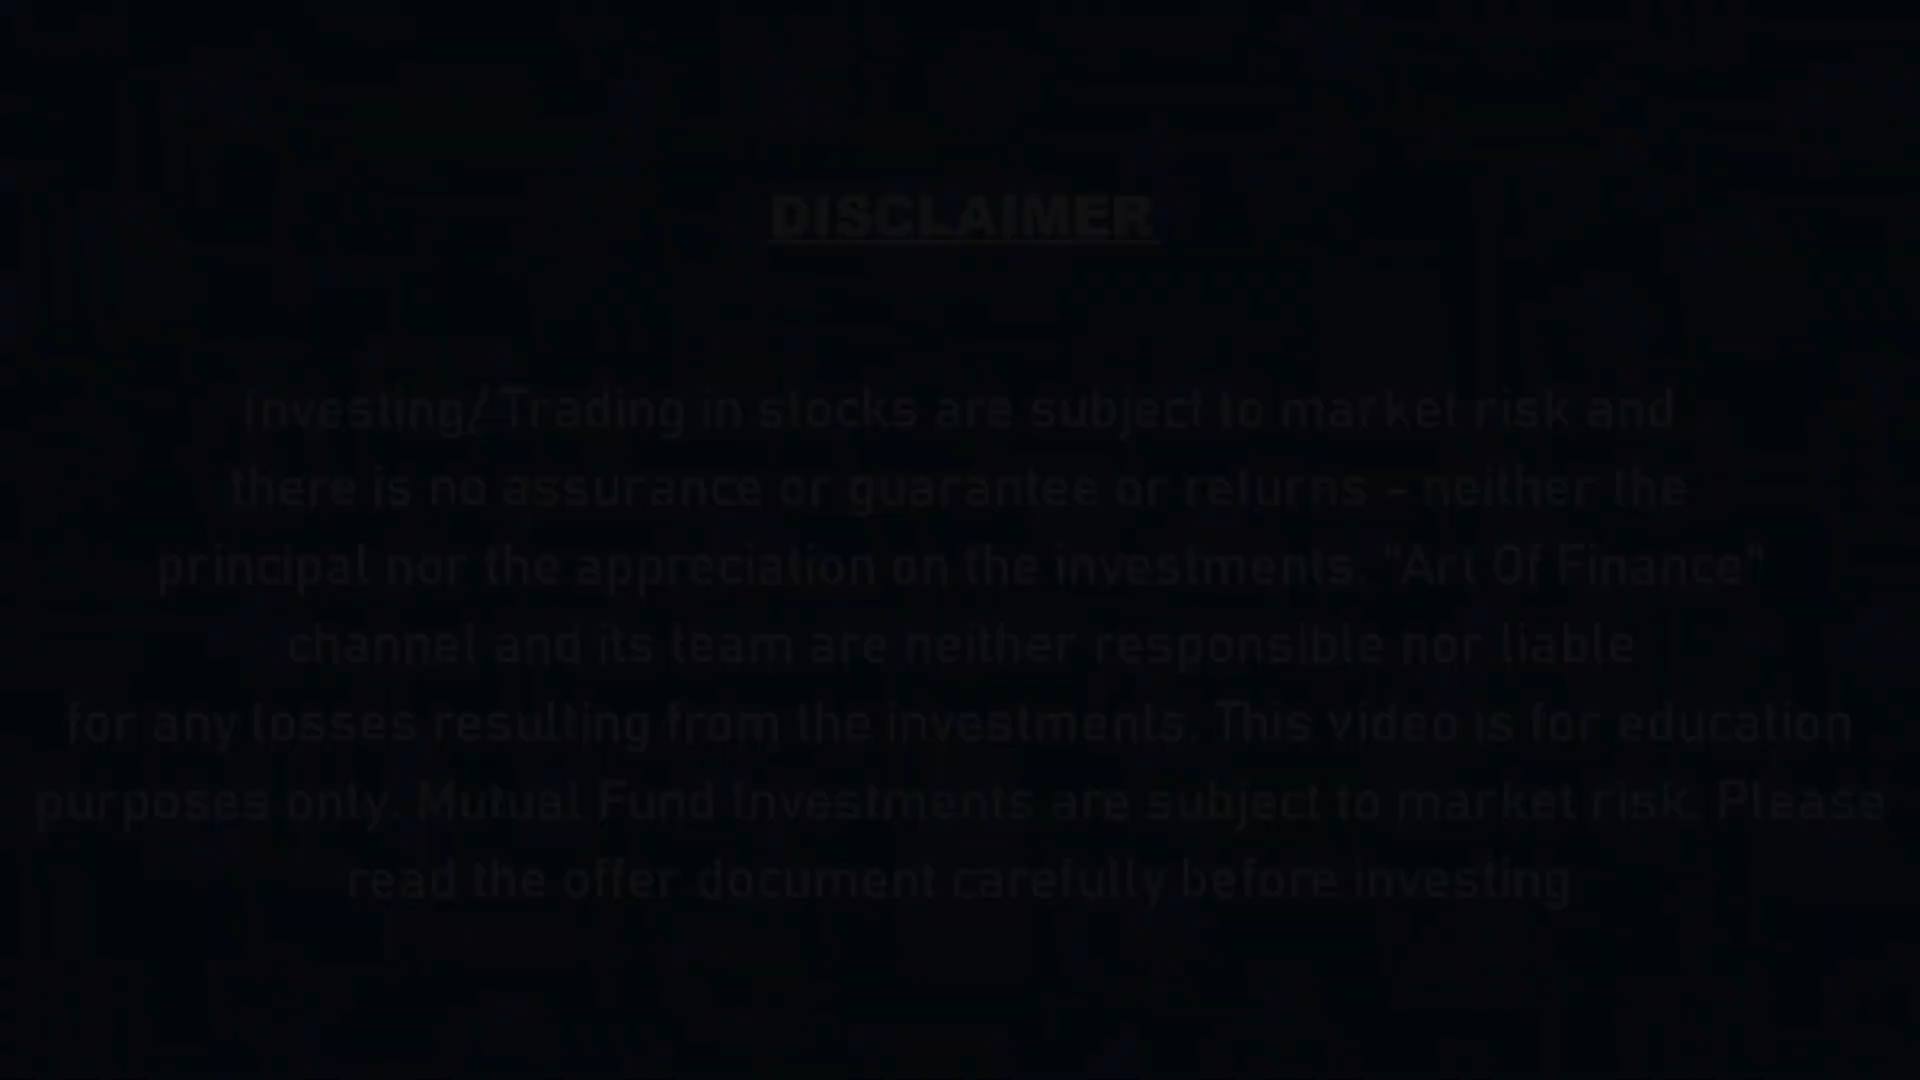 DISCLAIMER
Investing/ Trading in stocks are subject to market risk and
there is no assurance or guarantee or returns - neither the
principal nor the appreciation on the investments. "Art Of Finance"
channel and its team are neither responsible nor liable
for any losses resulting from the investments. This video is for education
purposes only. Mutual Fund Investments are subject to market risk. Please
read the offer document carefully before investing